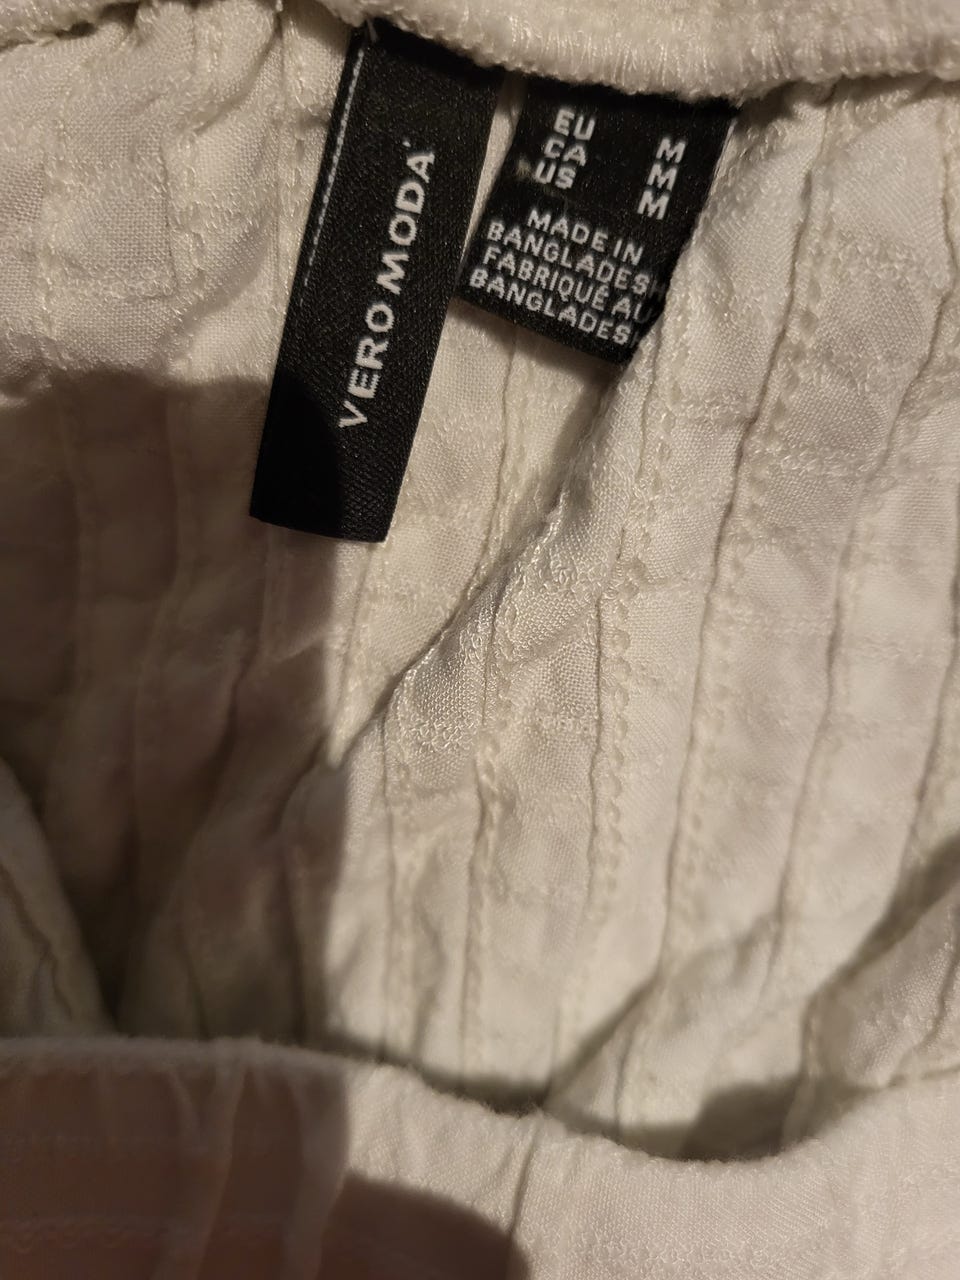 VERO MODA
EU M
CA M
US M
MADE IN
BANGLADESH
FABRIQUÉ AU
BANGLADESH